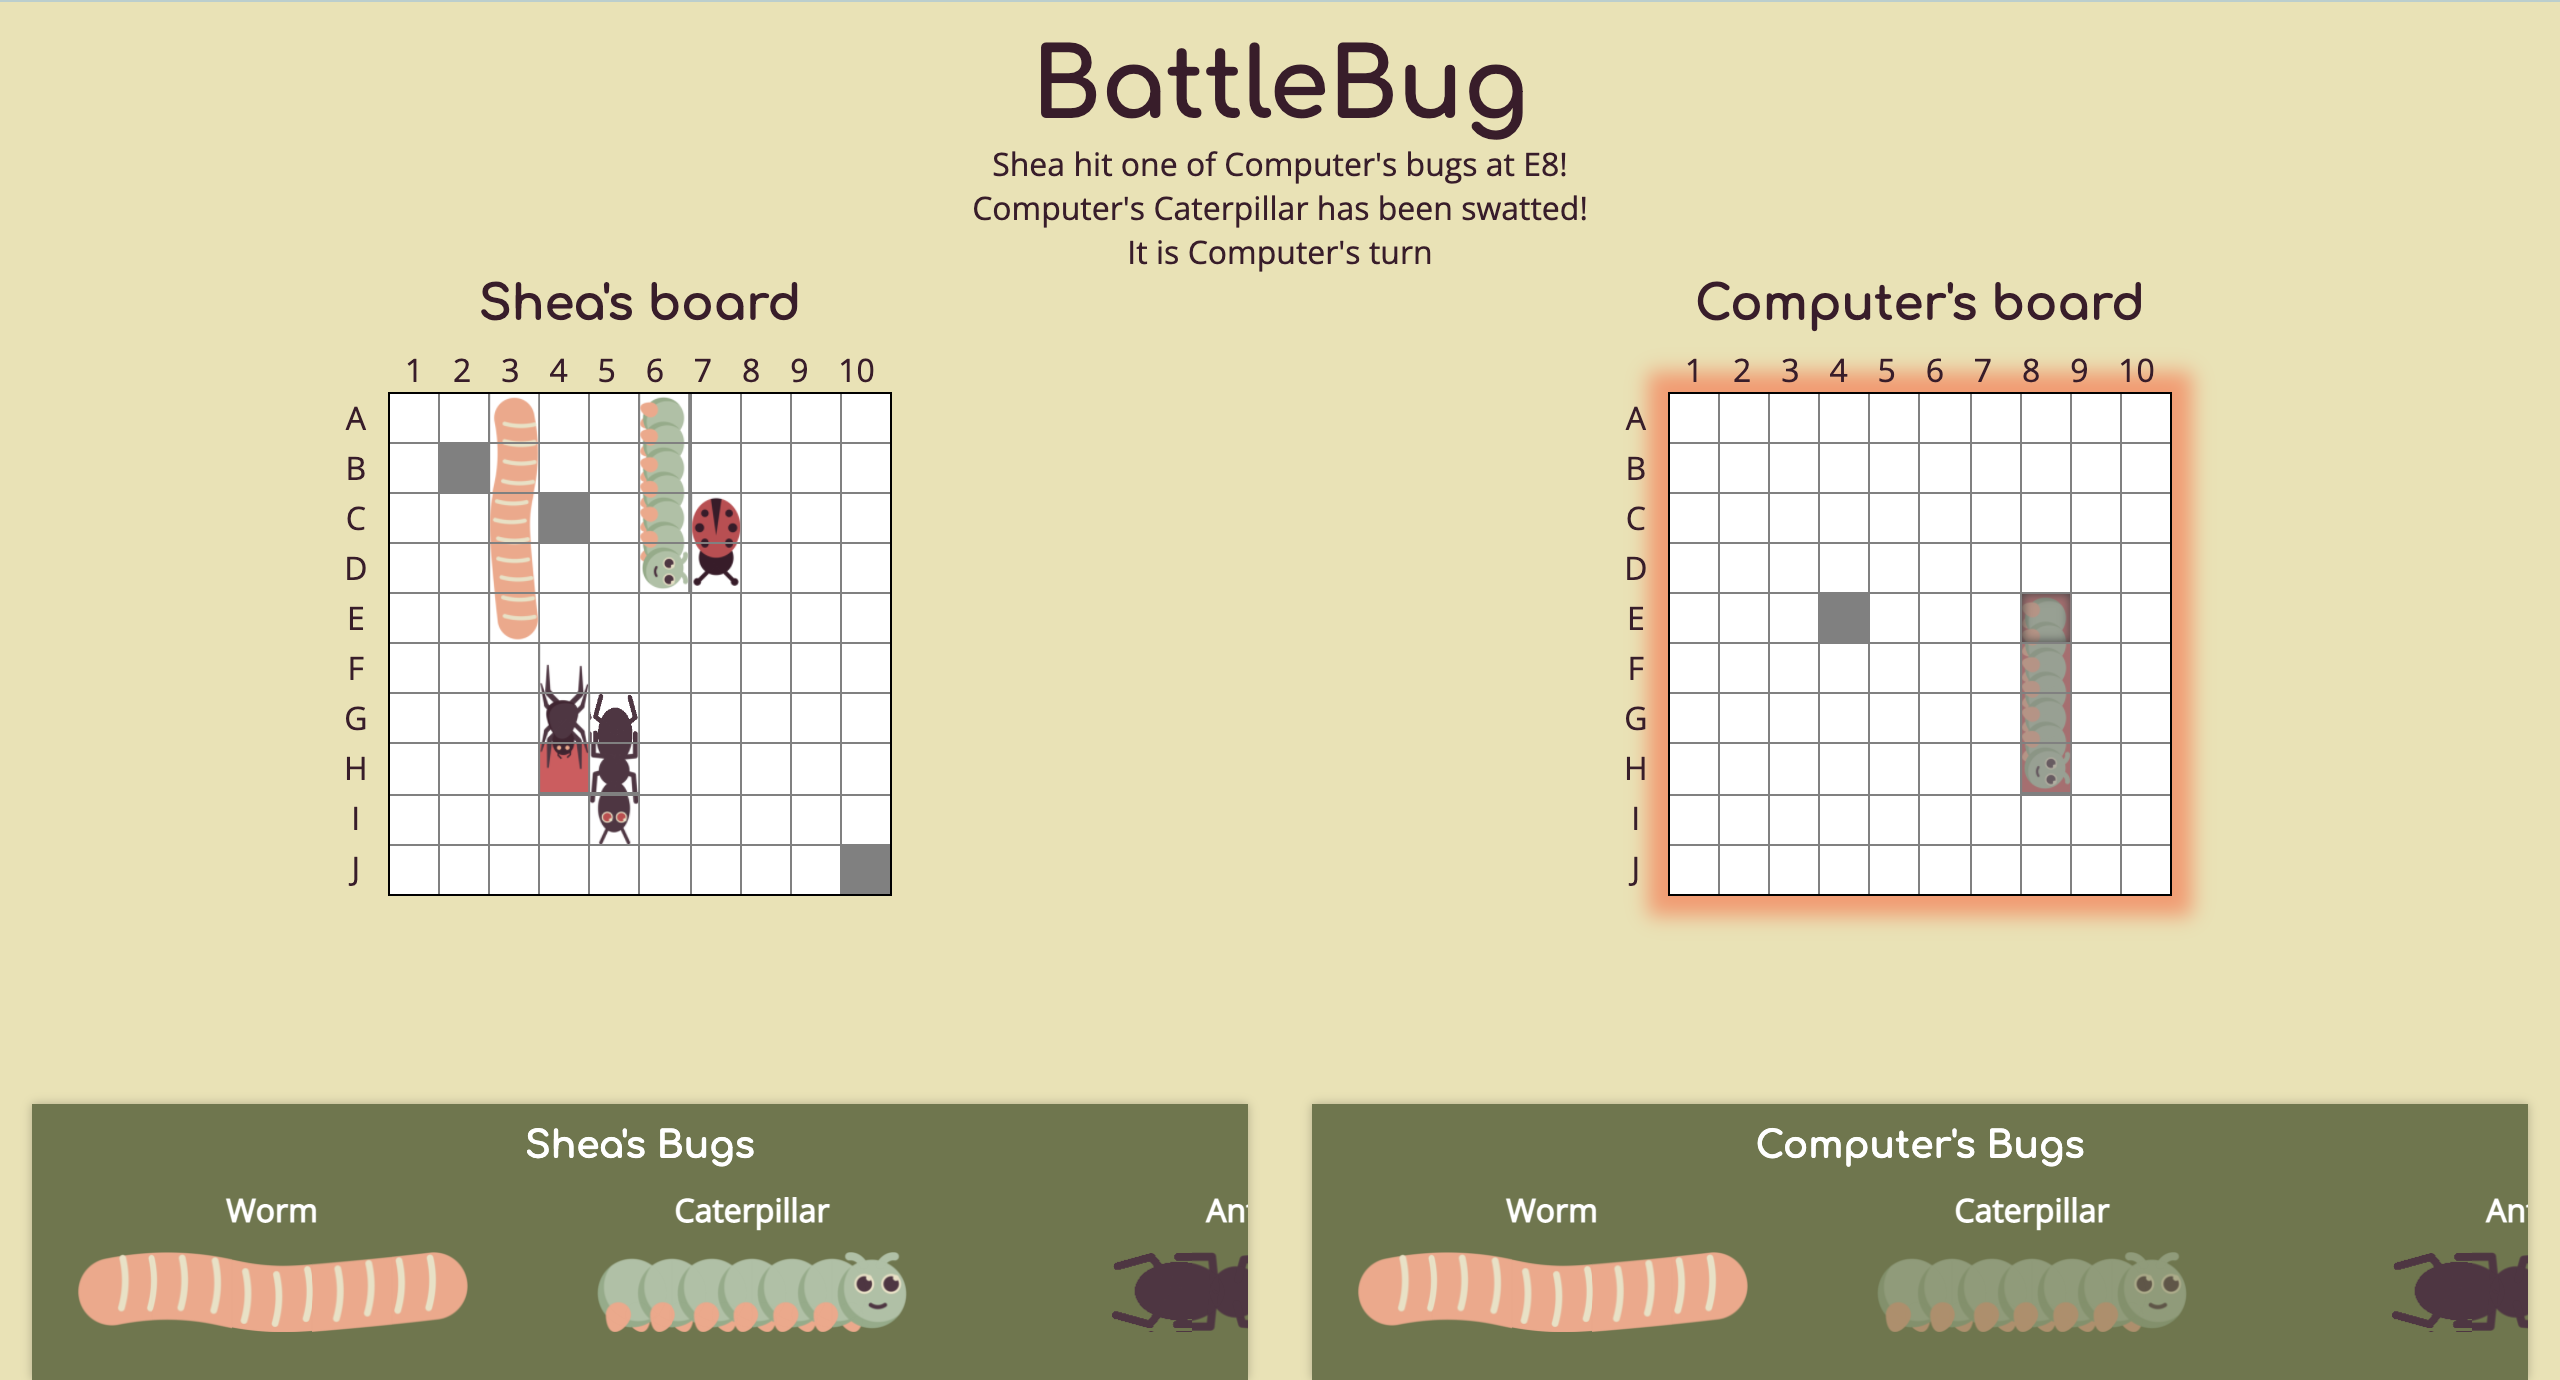 BattleBug
Shea hit one of Computer's bugs at E8!
Computer's Caterpillar has been swatted!
It is Computer's turn
Shea's board
1 2 3 4 5 6 7 8 9 10
A
B
C
D
E
F
G
H
I
J
Computer's board
1 2 3 4 5 6 7 8 9 10
A
B
C
D
E
F
G
H
I
J
Shea's Bugs
Worm Caterpillar
Computer's Bugs
Worm Caterpillar